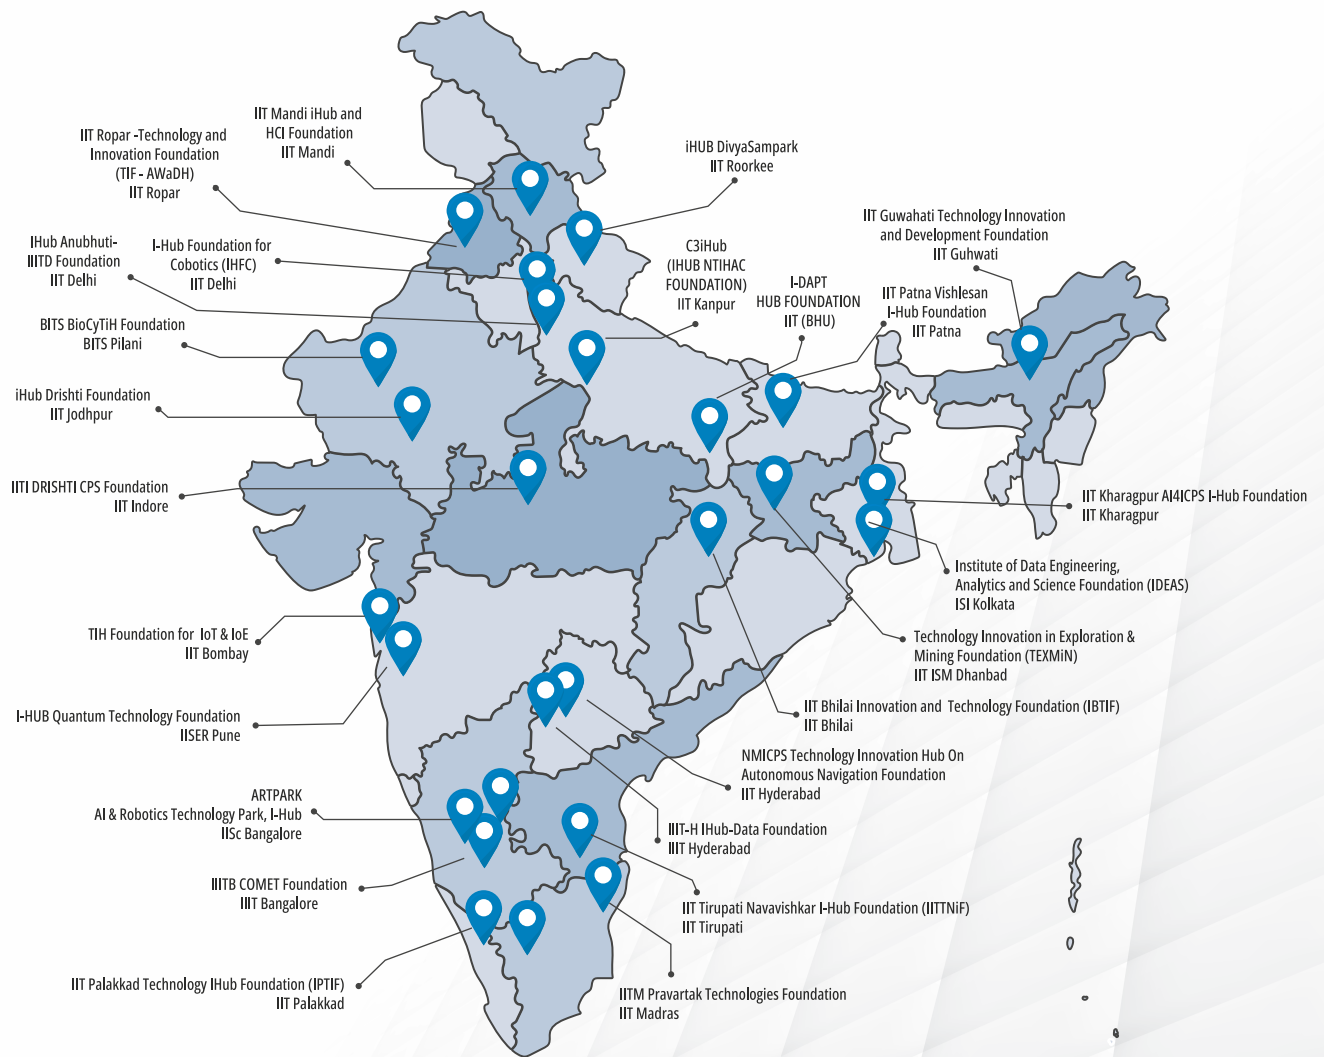 IIT Mandi iHub and
HCI Foundation
IIT Mandi
IIT Ropar -Technology and
Innovation Foundation
(TIF - AWaDH)
IIT Ropar
iHUB DivyaSampark
IIT Roorkee
IIT Guwahati Technology Innovation
and Development Foundation
IIT Guhwati
IHub Anubhuti-
IIITD Foundation
IIT Delhi
I-Hub Foundation for
Cobotics (IHFC)
IIT Delhi
C3iHub
(IHUB NTIHAC
FOUNDATION)
IIT Kanpur
I-DAPT
HUB FOUNDATION
IIT (BHU)
IIT Patna Vishlesan
I-Hub Foundation
IIT Patna
BITS BioCyTiH Foundation
BITS Pilani
iHub Drishti Foundation
IIT Jodhpur
IITI DRISHTI CPS Foundation
IIT Indore
IIT Kharagpur AI4ICPS I-Hub Foundation
IIT Kharagpur
Institute of Data Engineering,
Analytics and Science Foundation (IDEAS)
ISI Kolkata
TIH Foundation for IoT & IoE
IIT Bombay
Technology Innovation in Exploration &
Mining Foundation (TEXMiN)
IIT ISM Dhanbad
I-HUB Quantum Technology Foundation
IISER Pune
IIT Bhilai Innovation and Technology Foundation (IBTIF)
IIT Bhilai
NMICPS Technology Innovation Hub On
Autonomous Navigation Foundation
IIT Hyderabad
ARTPARK
AI & Robotics Technology Park, I-Hub
IISc Bangalore
IIIT-H IHub-Data Foundation
IIIT Hyderabad
IIITB COMET Foundation
IIIT Bangalore
IIT Tirupati Navavishkar I-Hub Foundation (IITTNiF)
IIT Tirupati
IIT Palakkad Technology IHub Foundation (IPTIF)
IIT Palakkad
IITM Pravartak Technologies Foundation
IIT Madras